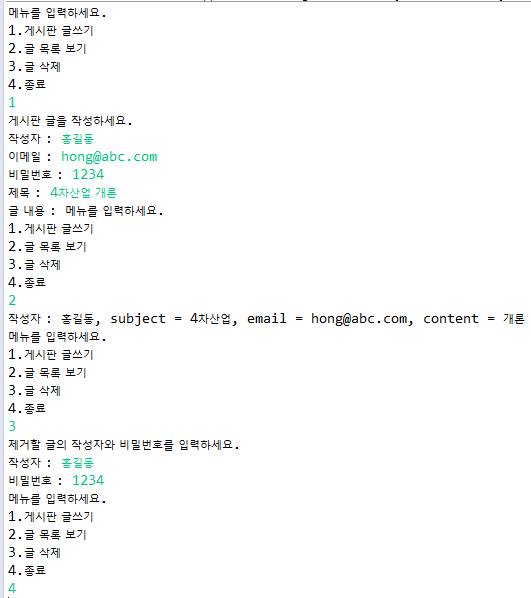 메뉴를 입력하세요.
1.게시판 글쓰기
2.글 목록 보기
3.글 삭제
4.종료
1
게시판 글을 작성하세요.
작성자 : 홍길동
이메일 : hong@abc.com
비밀번호 : 1234
제목 : 4차산업 개론
글 내용 : 메뉴를 입력하세요.
1.게시판 글쓰기
2.글 목록 보기
3.글 삭제
4.종료
2
작성자 : 홍길동, subject = 4차산업, email = hong@abc.com, content = 개론
메뉴를 입력하세요.
1.게시판 글쓰기
2.글 목록 보기
3.글 삭제
4.종료
3
제거할 글의 작성자와 비밀번호를 입력하세요.
작성자 : 홍길동
비밀번호 : 1234
메뉴를 입력하세요.
1.게시판 글쓰기
2.글 목록 보기
3.글 삭제
4.종료
4